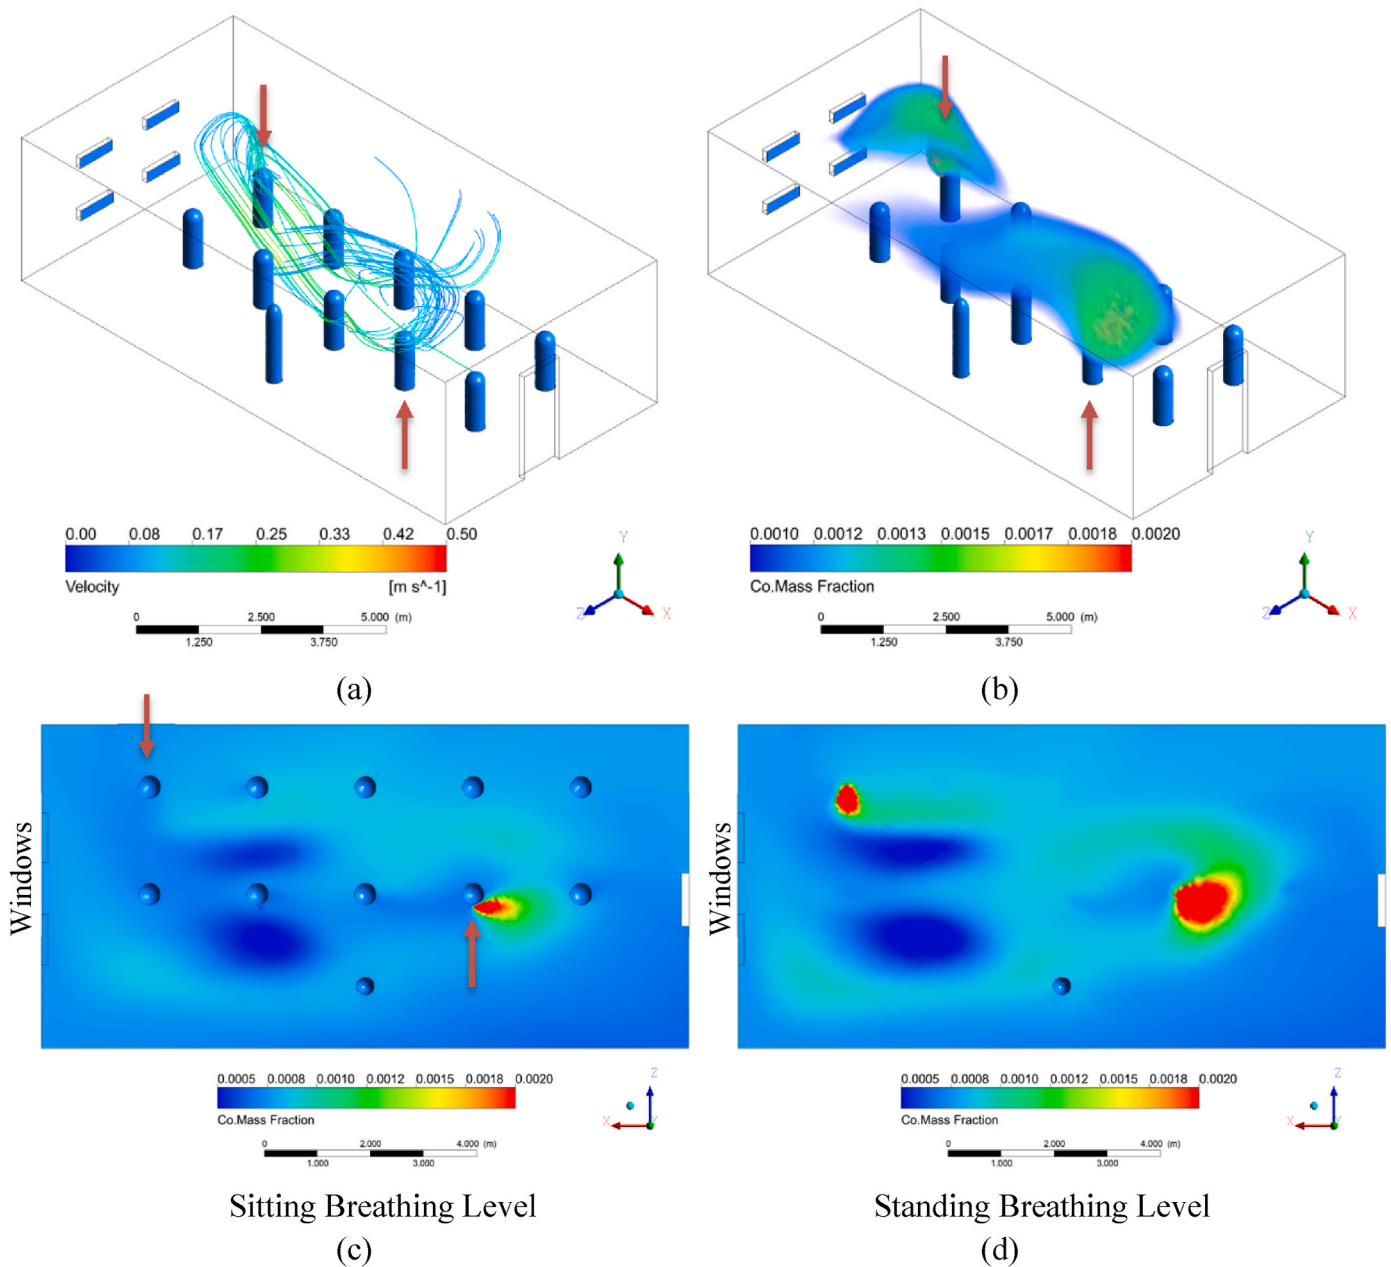 0.00 0.08 0.17 0.25 0.33 0.42 0.50
Velocity [m s^-1]
0 2.500 5.000 (m)
1.250 3.750
Y
Z X
(a)
0.0010 0.0012 0.0013 0.0015 0.0017 0.0018 0.0020
Co.Mass Fraction
0 2.500 5.000 (m)
1.250 3.750
Y
Z X
(b)
Windows
0.0005 0.0008 0.0010 0.0012 0.0015 0.0018 0.0020
Co.Mass Fraction
0 2.000 4.000 (m)
1.000 3.000
Z
X Y
Sitting Breathing Level
(c)
Windows
0.0005 0.0008 0.0010 0.0012 0.0015 0.0018 0.0020
Co.Mass Fraction
0 2.000 4.000 (m)
1.000 3.000
Z
X Y
Standing Breathing Level
(d)